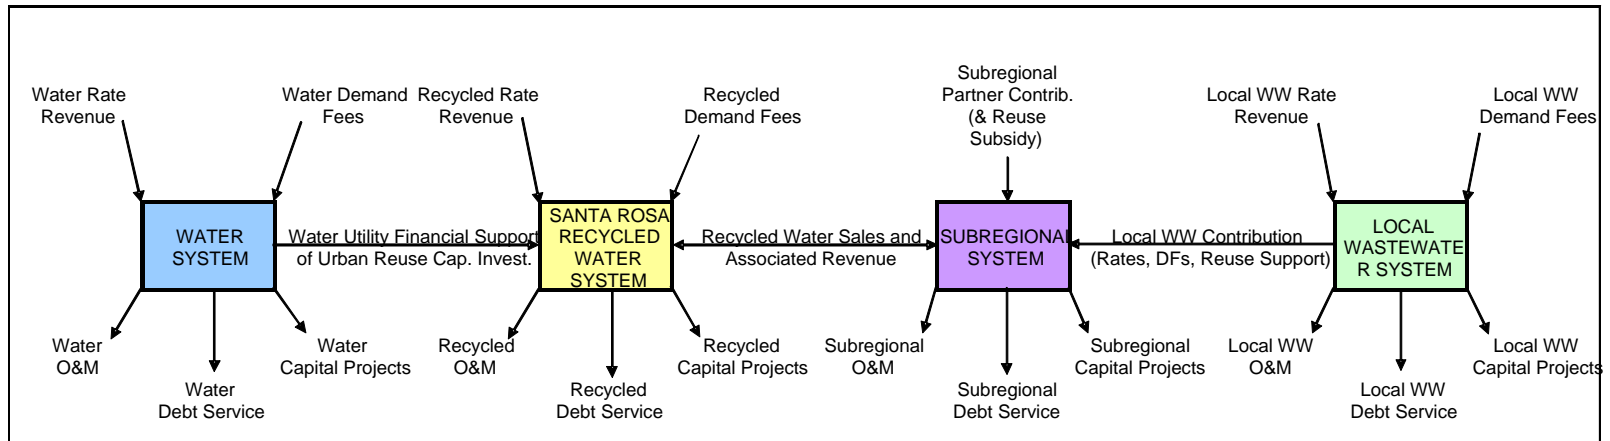 Water Rate
Revenue
Water Demand
Fees
Recycled Rate
Revenue
Recycled
Demand Fees
Subregional
Partner Contrib.
(& Reuse
Subsidy)
Local WW Rate
Revenue
Local WW
Demand Fees
WATER
SYSTEM
Water Utility Financial Support
of Urban Reuse Cap. Invest.
SANTA ROSA
RECYCLED
WATER
SYSTEM
Recycled Water Sales and
Associated Revenue
SUBREGIONAL
SYSTEM
Local WW Contribution
(Rates, DFs, Reuse Support)
LOCAL
WASTEWATE
R SYSTEM
Water
O&M
Water
Debt Service
Water
Capital Projects
Recycled
O&M
Recycled
Debt Service
Recycled
Capital Projects
Subregional
O&M
Subregional
Debt Service
Subregional
Capital Projects
Local WW
O&M
Local WW
Debt Service
Local WW
Capital Projects